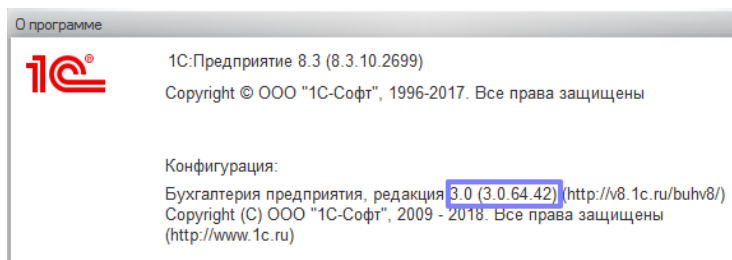 О программе
1С® 1С:Предприятие 8.3 (8.3.10.2699)
Copyright © ООО "1С-Софт", 1996-2017. Все права защищены
Конфигурация:
Бухгалтерия предприятия, редакция 3.0 (3.0.64.42) (http://v8.1c.ru/buhv8/)
Copyright (C) ООО "1С-Софт", 2009 - 2018. Все права защищены
(http://www.1c.ru)